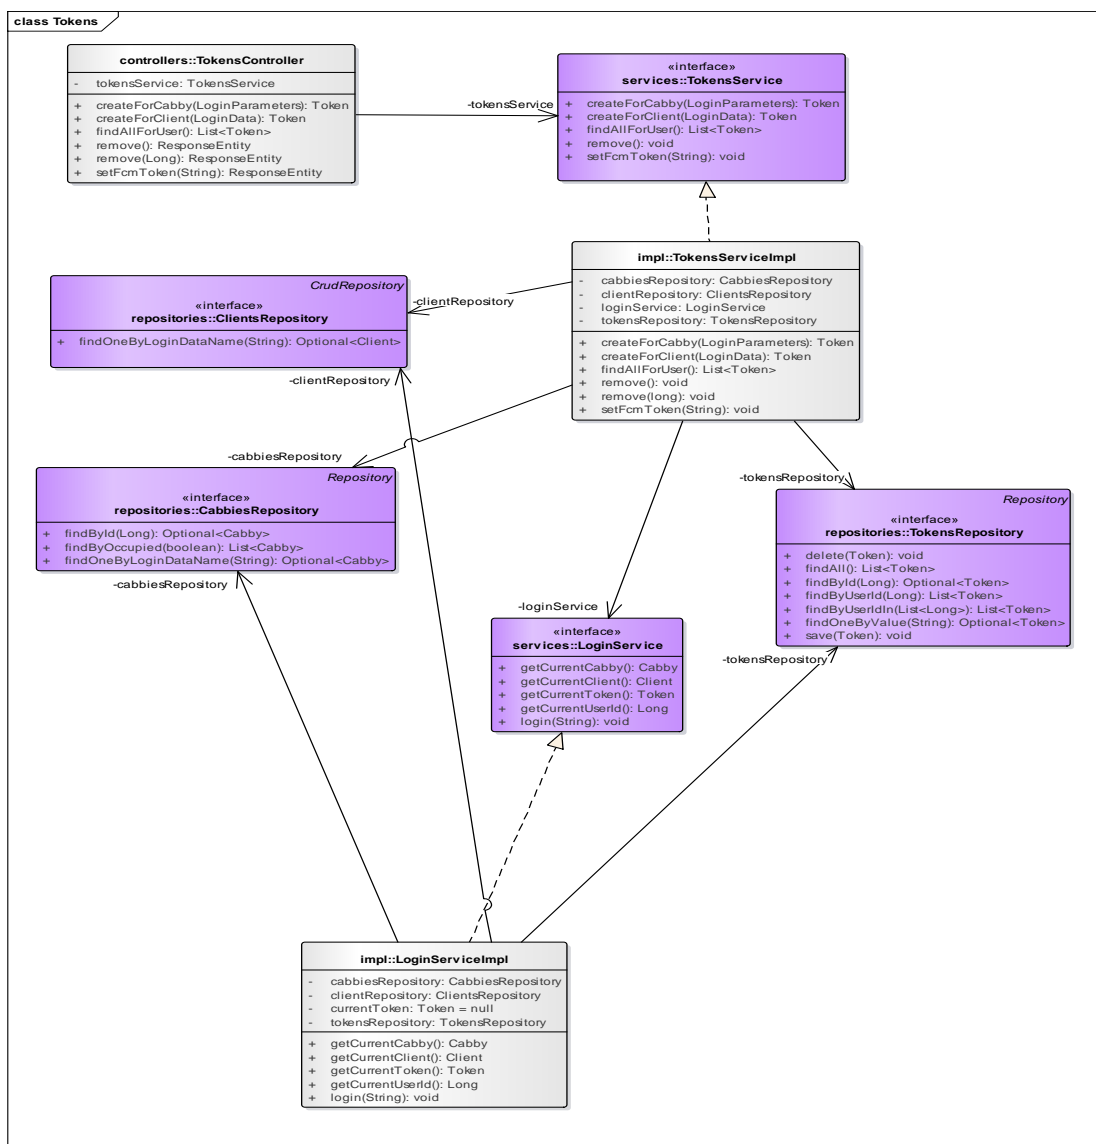 class Tokens
controllers::TokensController
- tokensService: TokensService
+ createForCabby(LoginParameters): Token
+ createForClient(LoginData): Token
+ findAllForUser(): List<Token>
+ remove(): ResponseEntity
+ remove(Long): ResponseEntity
+ setFcmToken(String): ResponseEntity
-tokensService
«interface»
services::TokensService
+ createForCabby(LoginParameters): Token
+ createForClient(LoginData): Token
+ findAllForUser(): List<Token>
+ remove(): void
+ setFcmToken(String): void
impl::TokensServiceImpl
- cabbiesRepository: CabbiesRepository
- clientRepository: ClientsRepository
- loginService: LoginService
- tokensRepository: TokensRepository
+ createForCabby(LoginParameters): Token
+ createForClient(LoginData): Token
+ findAllForUser(): List<Token>
+ remove(): void
+ remove(long): void
+ setFcmToken(String): void
CrudRepository
«interface»
repositories::ClientsRepository
+ findOneByLoginDataName(String): Optional<Client>
-clientRepository
-clientRepository
-cabbiesRepository
Repository
«interface»
repositories::CabbiesRepository
+ findById(Long): Optional<Cabby>
+ findByOccupied(boolean): List<Cabby>
+ findOneByLoginDataName(String): Optional<Cabby>
-cabbiesRepository
-tokensRepository
Repository
«interface»
repositories::TokensRepository
+ delete(Token): void
+ findAll(): List<Token>
+ findById(Long): Optional<Token>
+ findByUserId(Long): List<Token>
+ findByUserIdIn(List<Long>): List<Token>
+ findOneByValue(String): Optional<Token>
+ save(Token): void
-tokensRepository
-loginService
«interface»
services::LoginService
+ getCurrentCabby(): Cabby
+ getCurrentClient(): Client
+ getCurrentToken(): Token
+ getCurrentUserId(): Long
+ login(String): void
impl::LoginServiceImpl
- cabbiesRepository: CabbiesRepository
- clientRepository: ClientsRepository
- currentToken: Token = null
- tokensRepository: TokensRepository
+ getCurrentCabby(): Cabby
+ getCurrentClient(): Client
+ getCurrentToken(): Token
+ getCurrentUserId(): Long
+ login(String): void